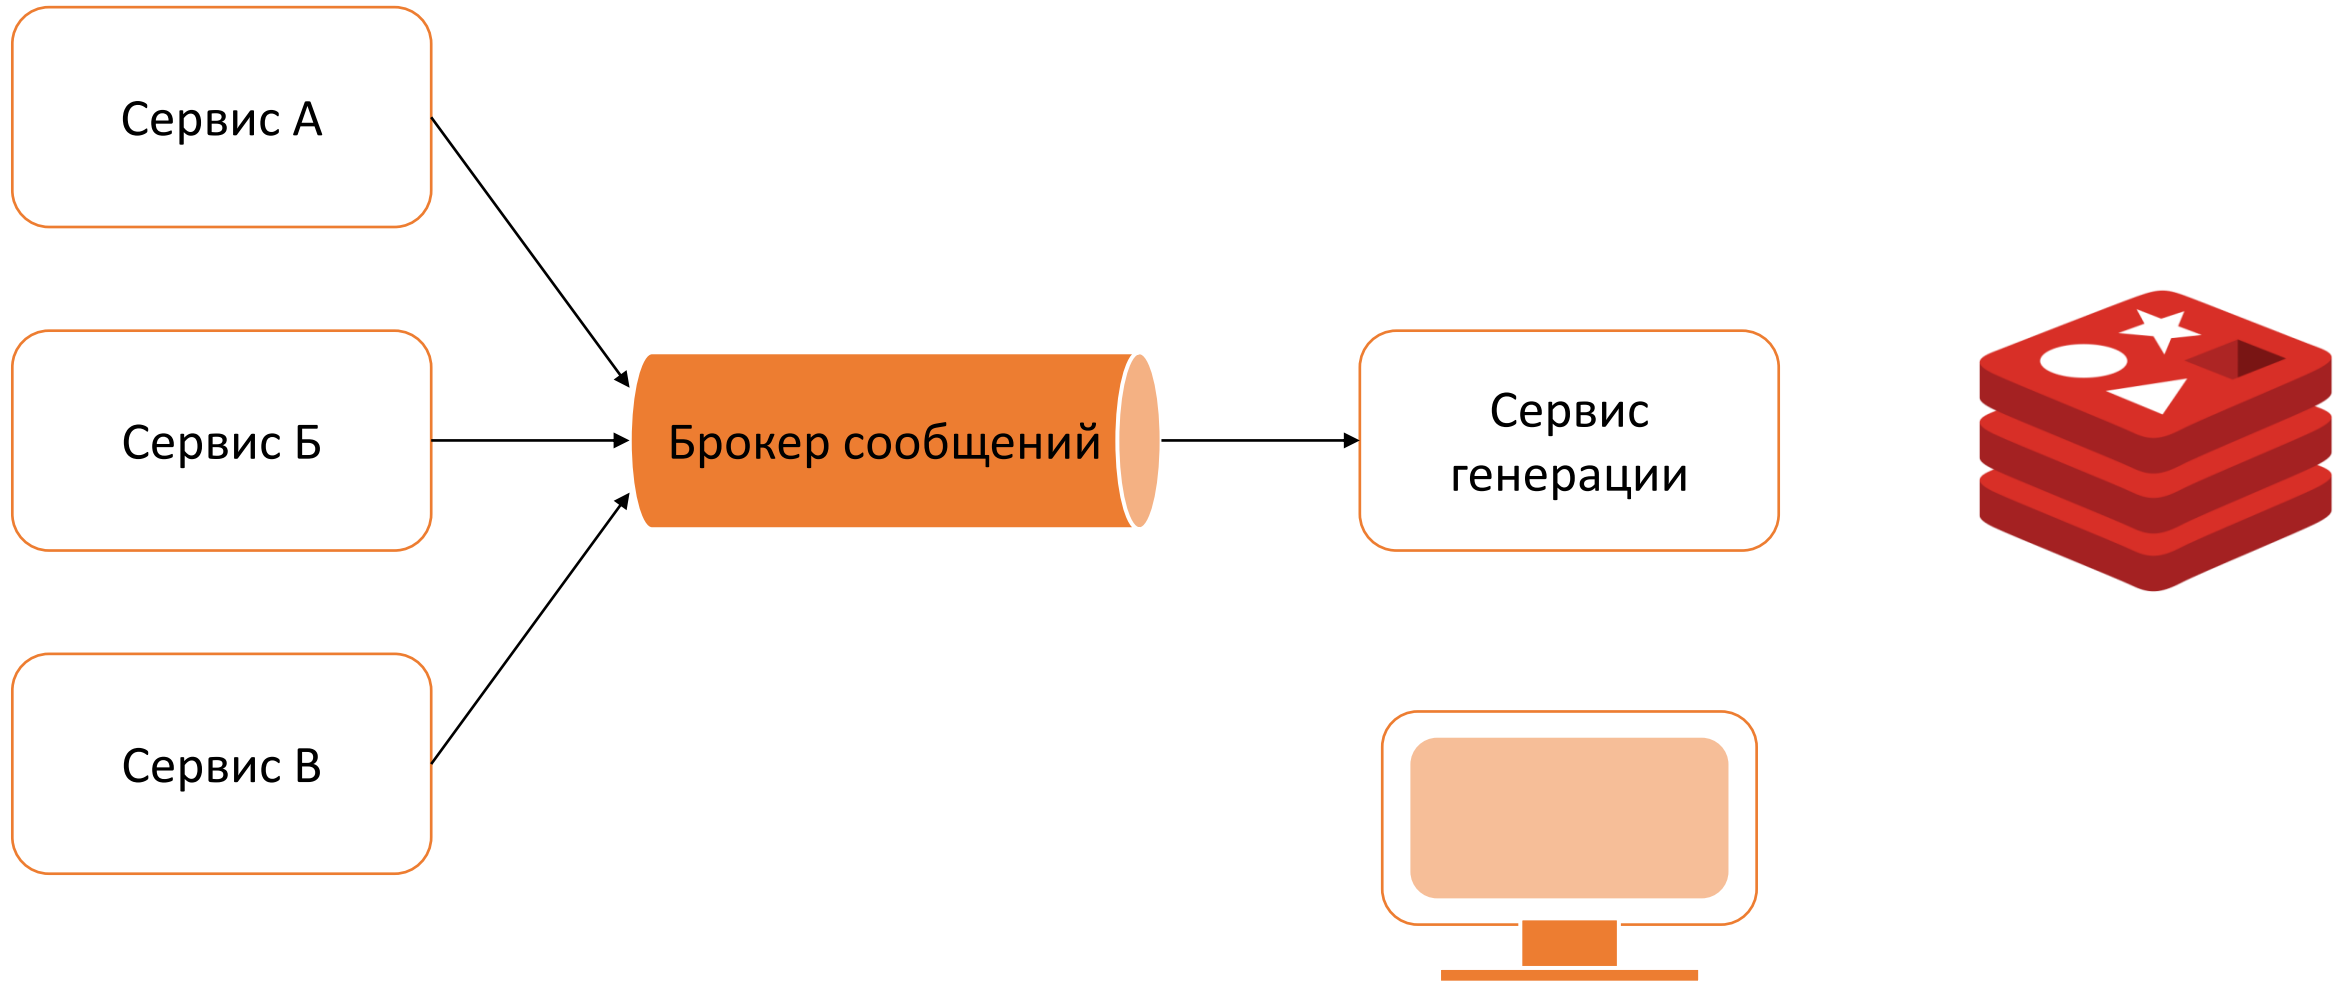 Сервис А
Сервис Б
Брокер сообщений
Сервис
генерации
Сервис В